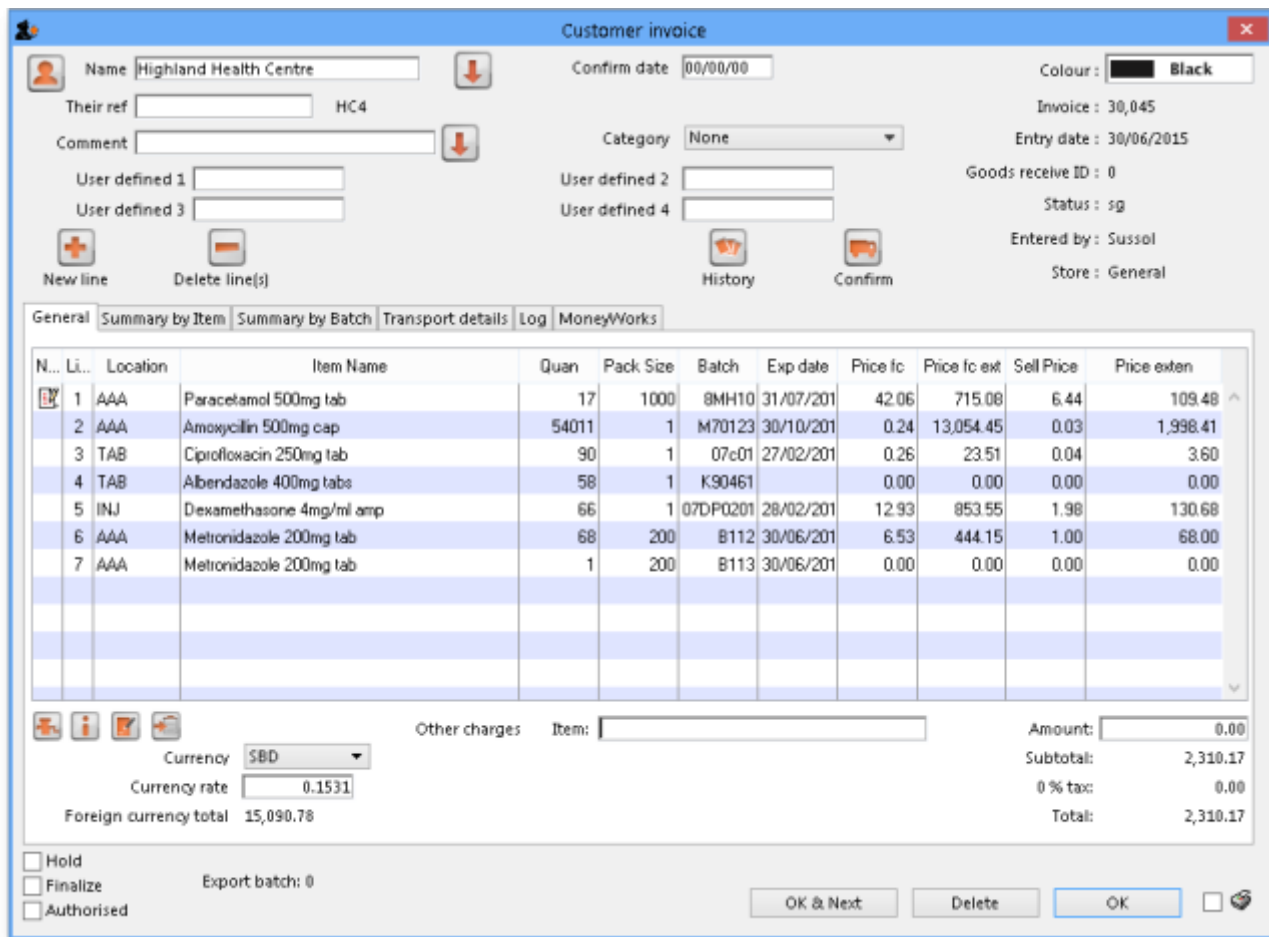 Customer invoice
Name Highland Health Centre Confirm date 00/00/00 Colour : Black
Their ref HC4 Invoice : 30,045
Comment Category None Entry date : 30/06/2015
User defined 1 User defined 2 Goods receive ID : 0
User defined 3 User defined 4 Status : sg
Entered by : Sussol
New line Delete line(s) History Confirm Store : General
General Summary by Item Summary by Batch Transport details Log MoneyWorks
N... Li... Location Item Name Quan Pack Size Batch Exp date Price fc Price fc ext Sell Price Price exten
1 AAA Paracetamol 500mg tab 17 1000 8MH10 31/07/201 42.06 715.08 6.44 109.48
2 AAA Amoxycillin 500mg cap 54011 1 M70123 30/10/201 0.24 13,054.45 0.03 1,998.41
3 TAB Ciprofloxacin 250mg tab 90 1 07c01 27/02/201 0.26 23.51 0.04 3.60
4 TAB Albendazole 400mg tabs 58 1 K90461 0.00 0.00 0.00 0.00
5 INJ Dexamethasone 4mg/ml amp 66 1 07DP0201 28/02/201 12.93 853.55 1.98 130.68
6 AAA Metronidazole 200mg tab 68 200 B112 30/06/201 6.53 444.15 1.00 68.00
7 AAA Metronidazole 200mg tab 1 200 B113 30/06/201 0.00 0.00 0.00 0.00
Other charges Item: Amount: 0.00
Currency SBD Subtotal: 2,310.17
Currency rate 0.1531 0 % tax: 0.00
Foreign currency total 15,090.78 Total: 2,310.17
Hold
Finalize Export batch: 0
Authorised OK & Next Delete OK